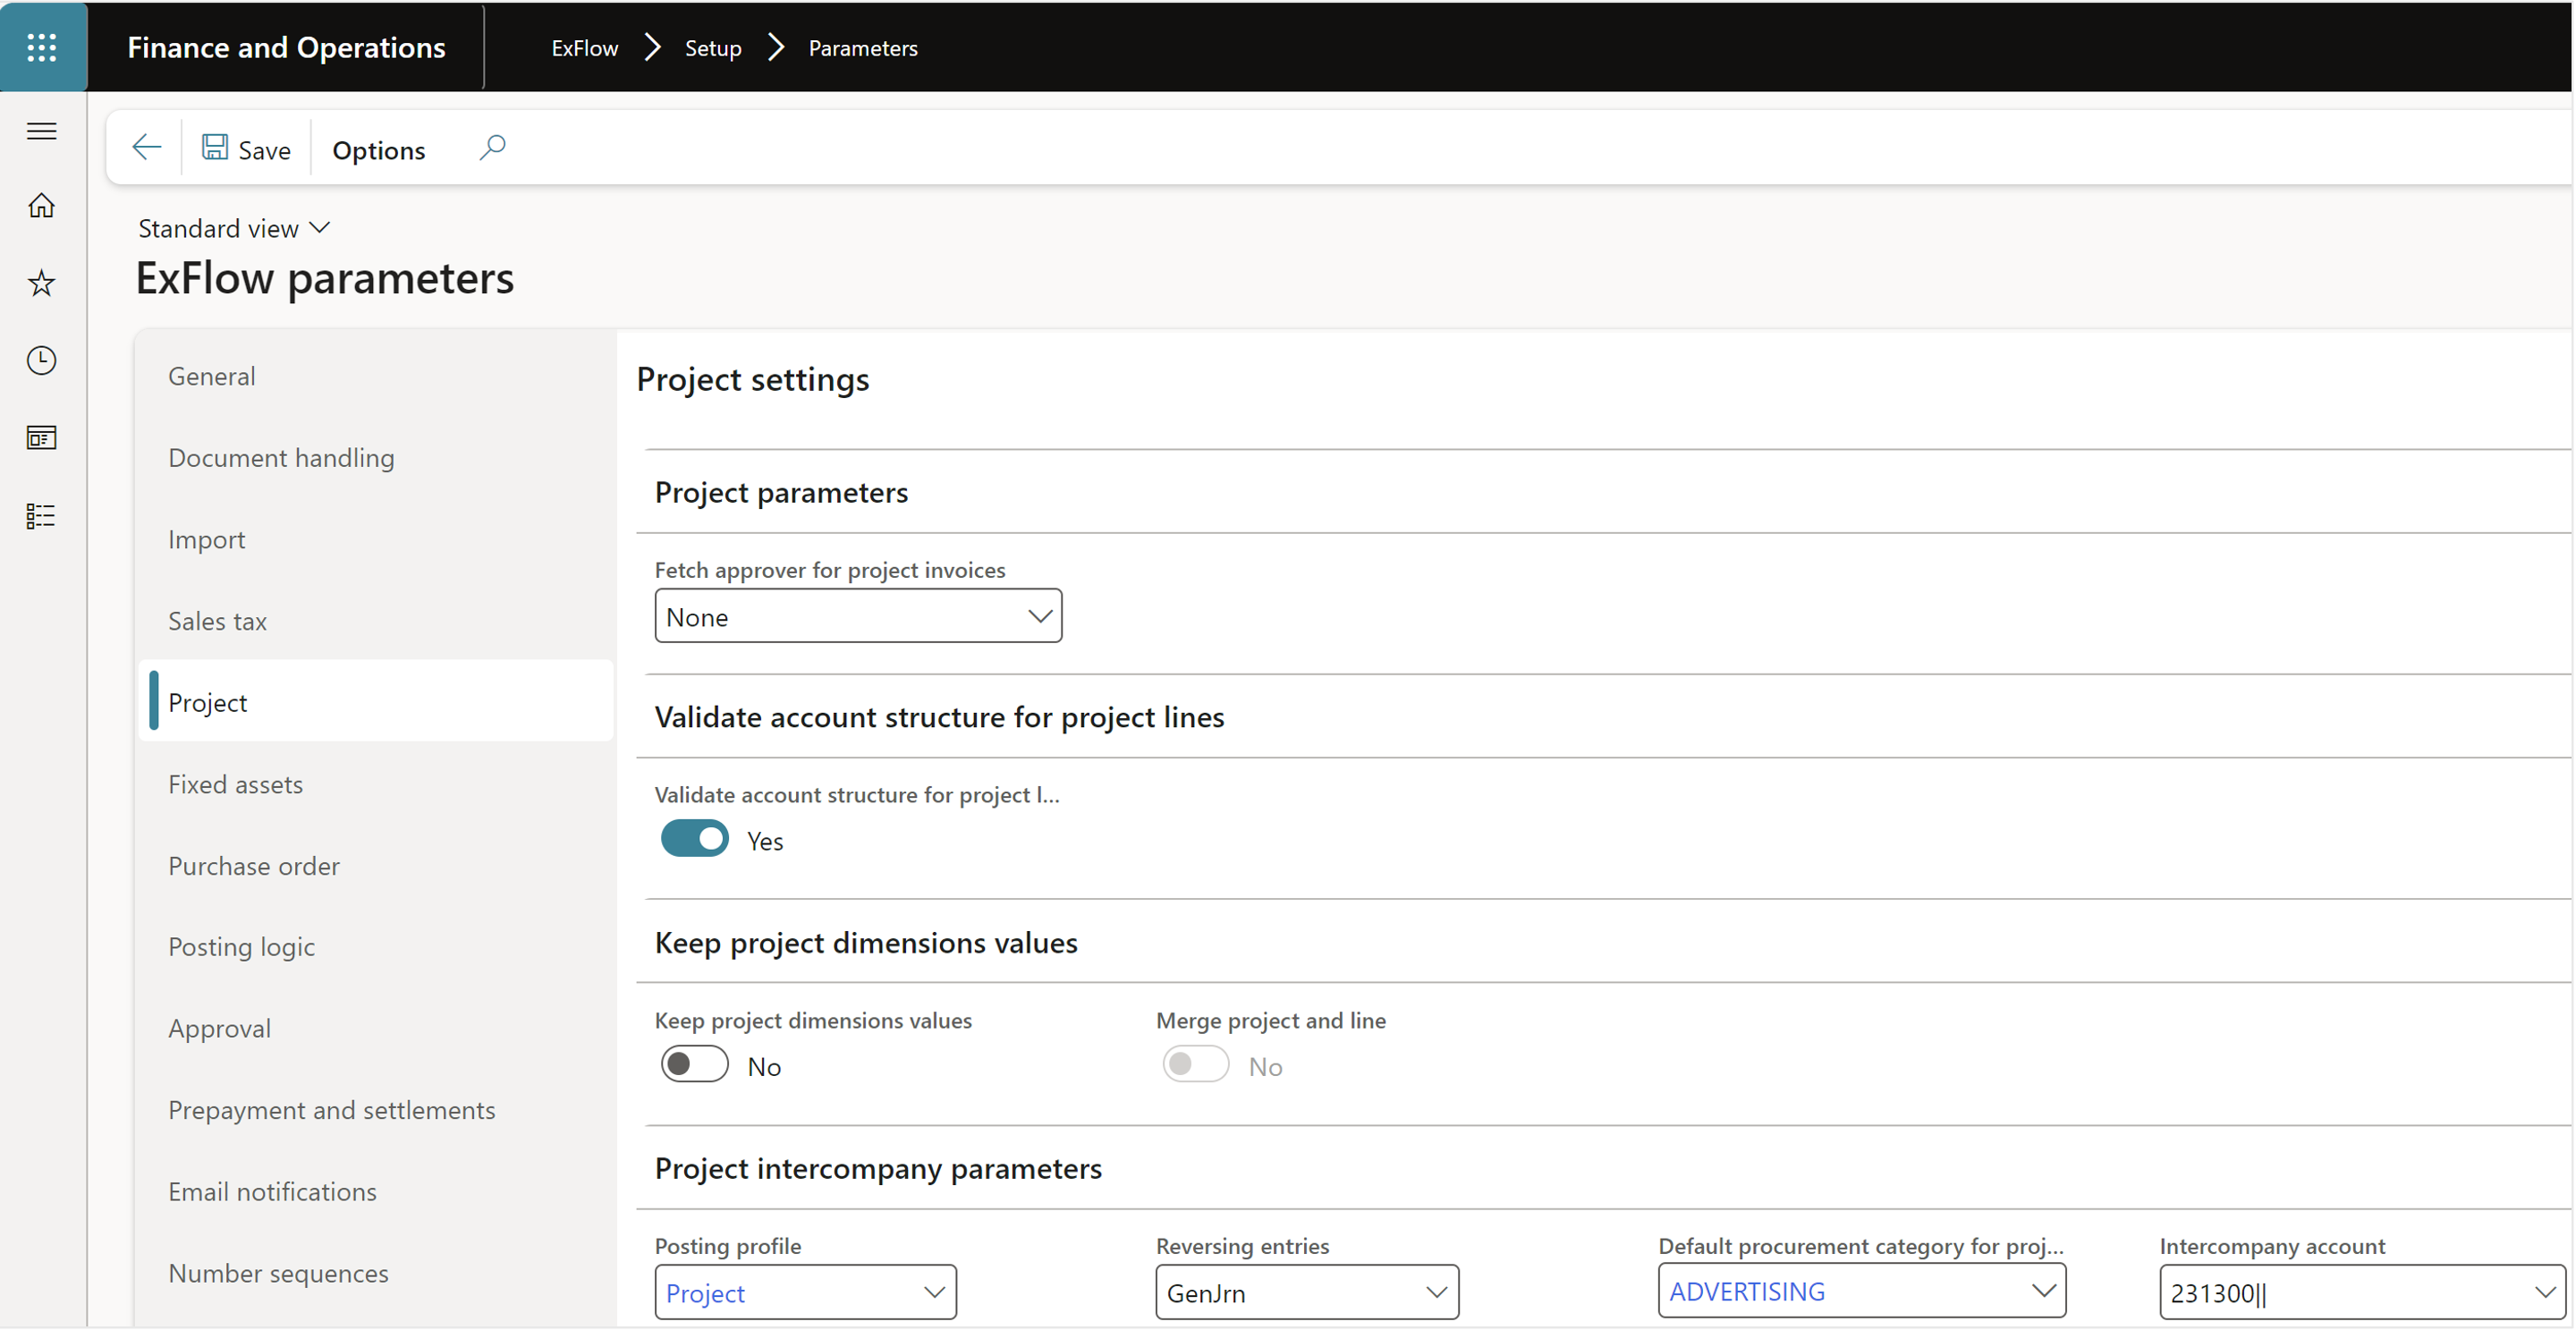 Finance and Operations
ExFlow > Setup > Parameters
Save
Options
Standard view
ExFlow parameters
General
Document handling
Import
Sales tax
Project
Fixed assets
Purchase order
Posting logic
Approval
Prepayment and settlements
Email notifications
Number sequences
Project settings
Project parameters
Fetch approver for project invoices
None
Validate account structure for project lines
Validate account structure for project l...
Yes
Keep project dimensions values
Keep project dimensions values
No
Merge project and line
No
Project intercompany parameters
Posting profile
Project
Reversing entries
GenJrn
Default procurement category for proj...
ADVERTISING
Intercompany account
231300||